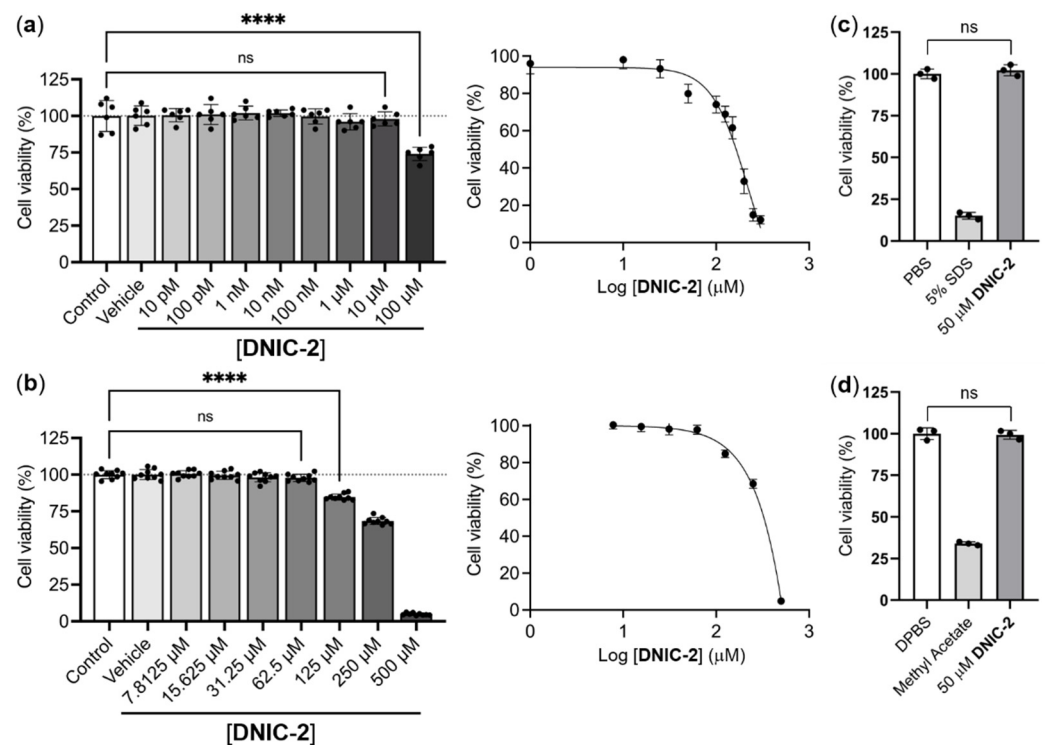 (a)
****
ns
Cell viability (%)
125
100
75
50
25
0
Control
Vehicle
10 pM
100 pM
1 nM
10 nM
100 nM
1 μM
10 μM
100 μM
[DNIC-2]
Cell viability (%)
100
80
60
40
20
0
0
1
2
3
Log [DNIC-2] (μM)
(c)
ns
Cell viability (%)
125
100
75
50
25
0
PBS
5% SDS
50 μM DNIC-2
(b)
****
ns
Cell viability (%)
125
100
75
50
25
0
Control
Vehicle
7.8125 μM
15.625 μM
31.25 μM
62.5 μM
125 μM
250 μM
500 μM
[DNIC-2]
Cell viability (%)
100
80
60
40
20
0
0
1
2
3
Log [DNIC-2] (μM)
(d)
ns
Cell viability (%)
125
100
75
50
25
0
DPBS
Methyl Acetate
50 μM DNIC-2